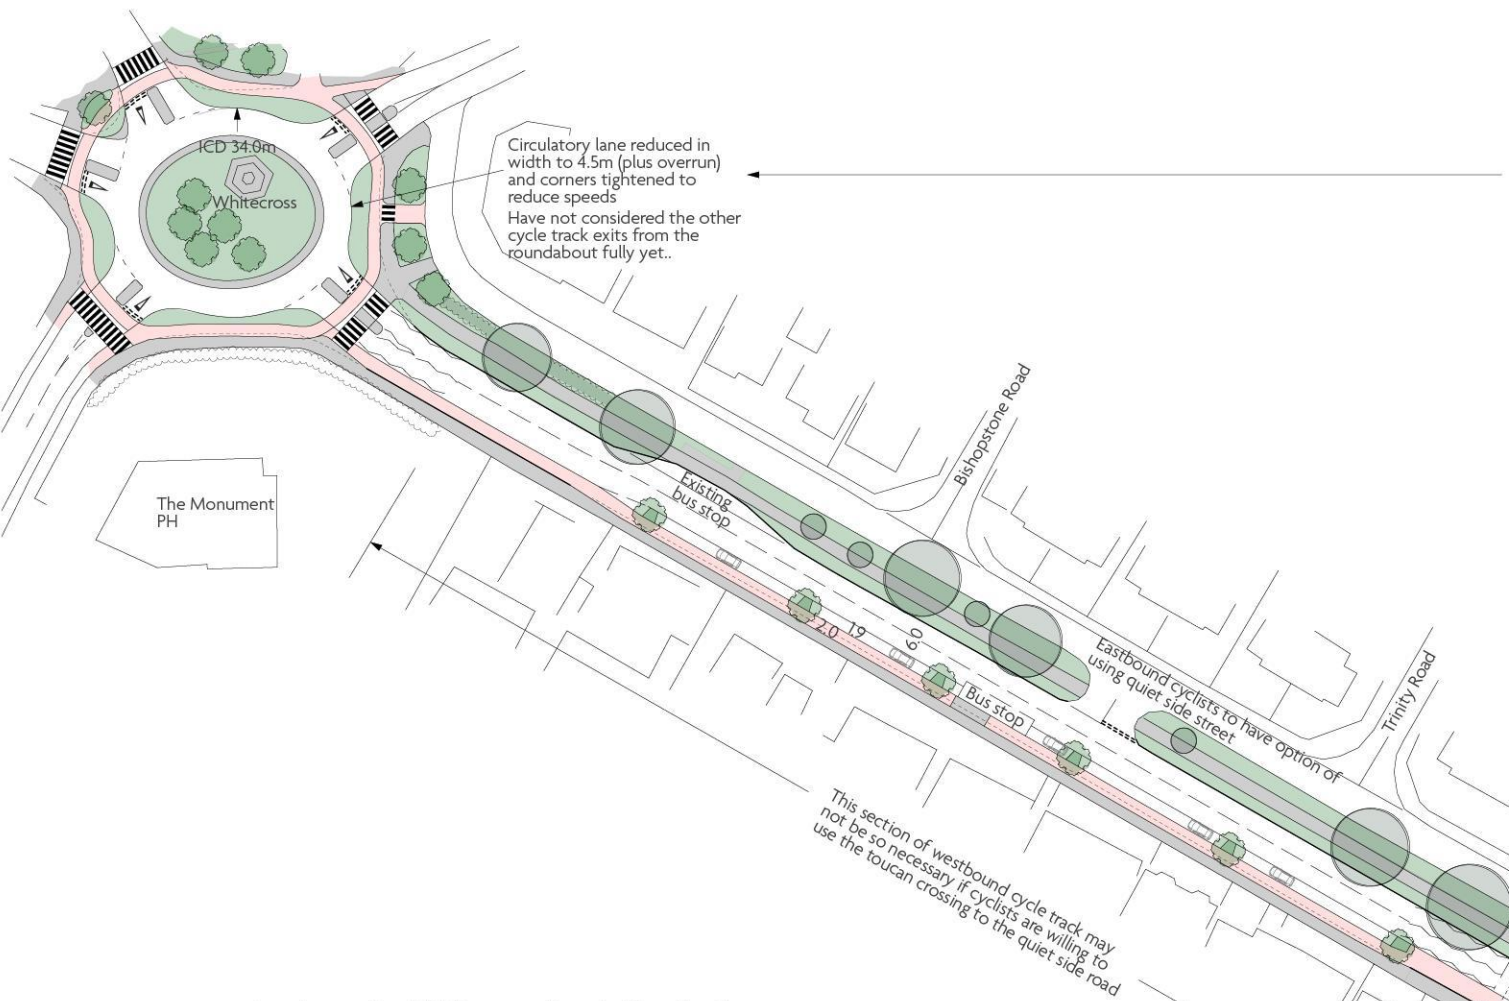 ICD 34.0m
Whitecross
Circulatory lane reduced in
width to 4.5m (plus overrun)
and corners tightened to
reduce speeds
Have not considered the other
cycle track exits from the
roundabout fully yet..
The Monument
PH
Existing
bus stop
Bishopstone Road
2.0
19
6.0
Bus stop
Eastbound cyclists to have option of
using quiet side street
Trinity Road
This section of westbound cycle track may
not be so necessary if cyclists are willing to
use the toucan crossing to the quiet side road